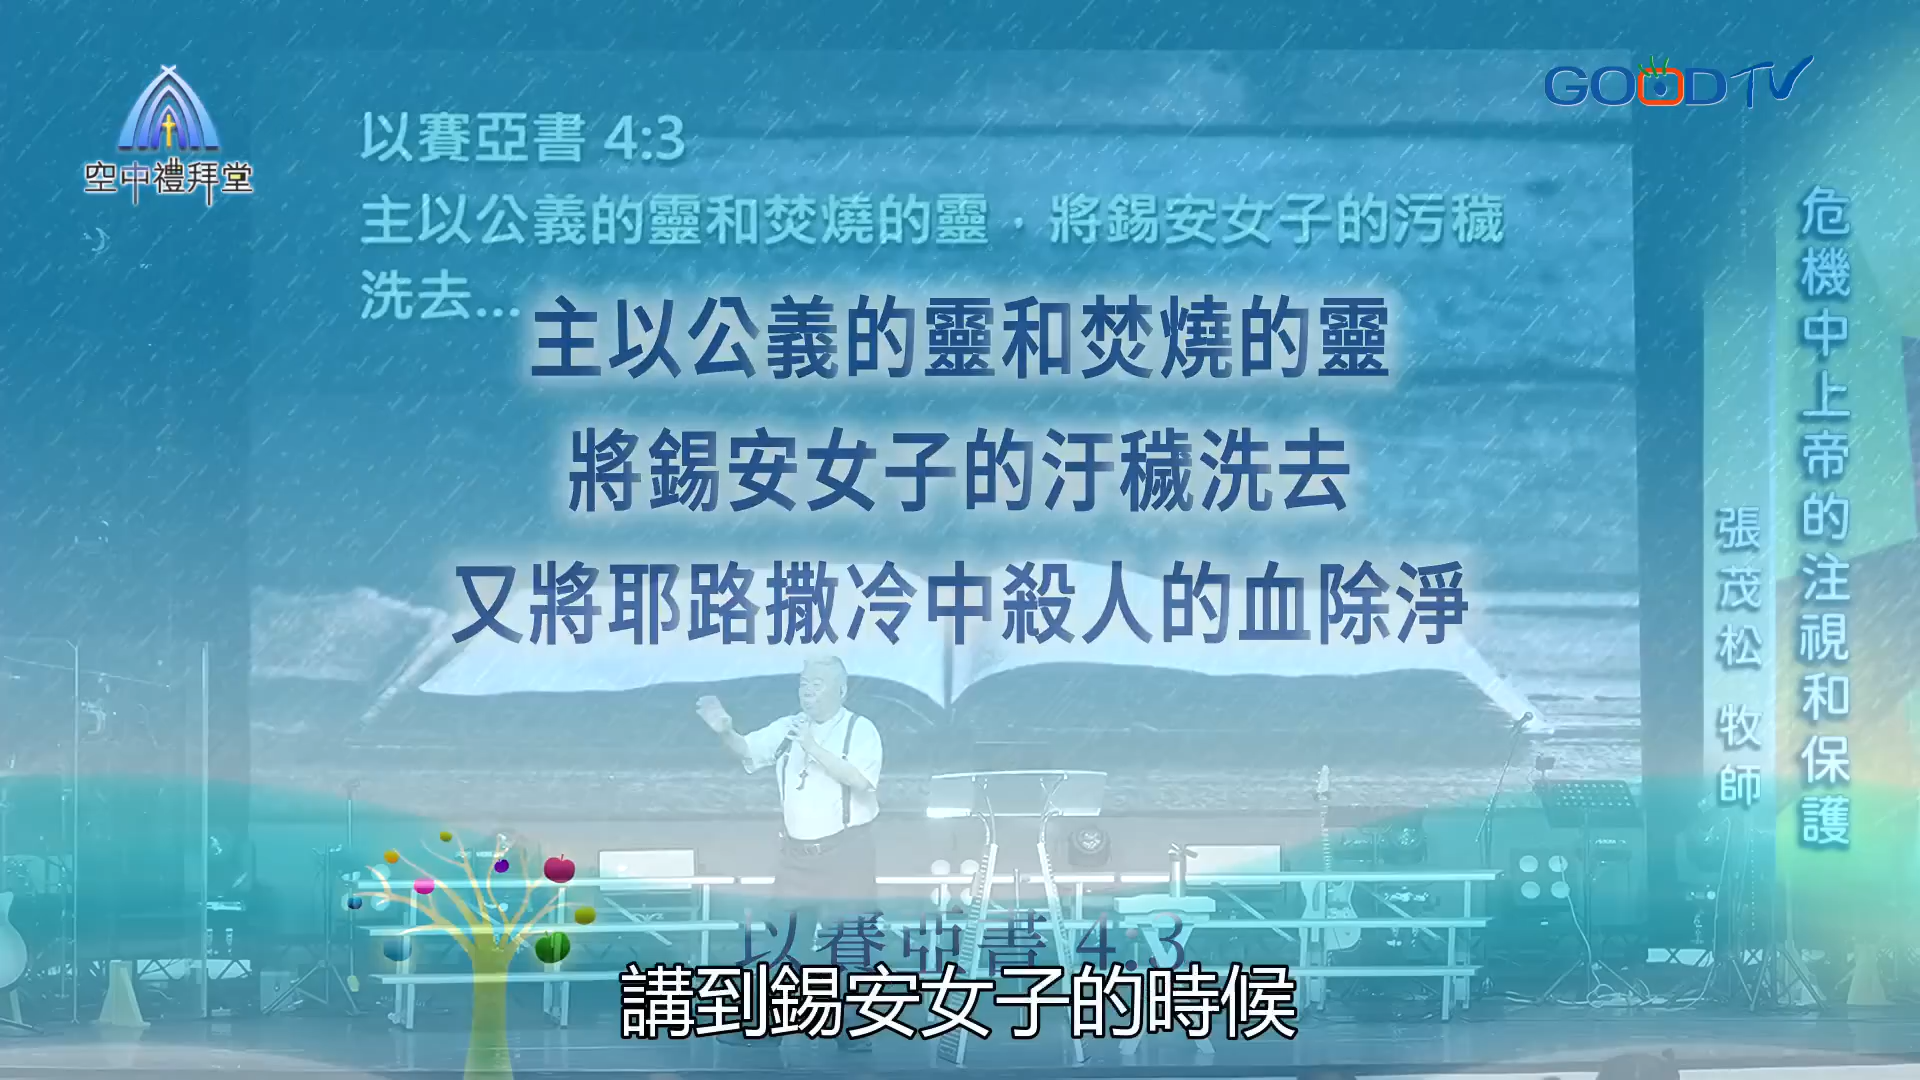 空中禮拜堂
GOODTV
以賽亞書 4:3
主以公義的靈和焚燒的靈，將錫安女子的污穢
洗去...
主以公義的靈和焚燒的靈
將錫安女子的汙穢洗去
又將耶路撒冷中殺人的血除淨
以賽亞書 4:3
講到錫安女子的時候
危機中上帝的注視和保護
張茂松 牧師